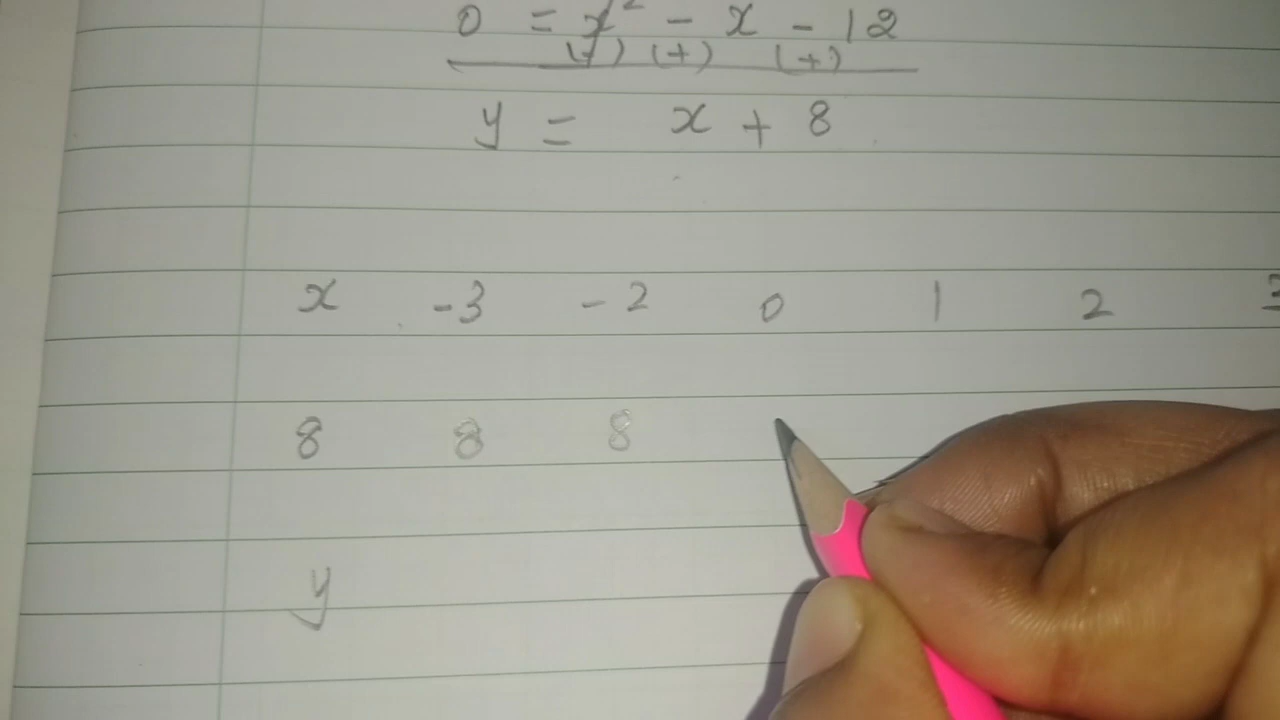 0 = x² - x - 12
(-) (+) (+)
y = x + 8
x -3 -2 0 1 2
8 8 8
y